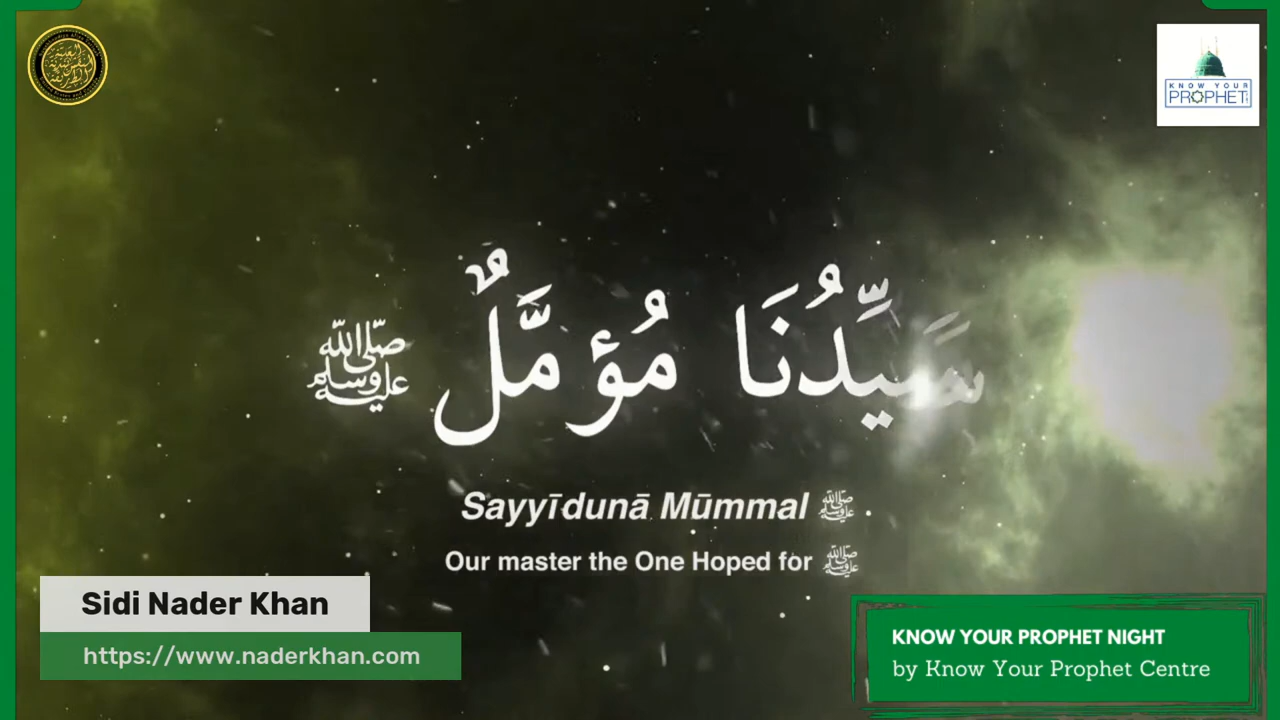 KNOW YOUR
PROPHET
سَيِّدُنَا مُؤَمَّلٌ ﷺ
Sayyīdunā Mūmmal ﷺ
Our master the One Hoped for ﷺ
Sidi Nader Khan
https://www.naderkhan.com
KNOW YOUR PROPHET NIGHT
by Know Your Prophet Centre